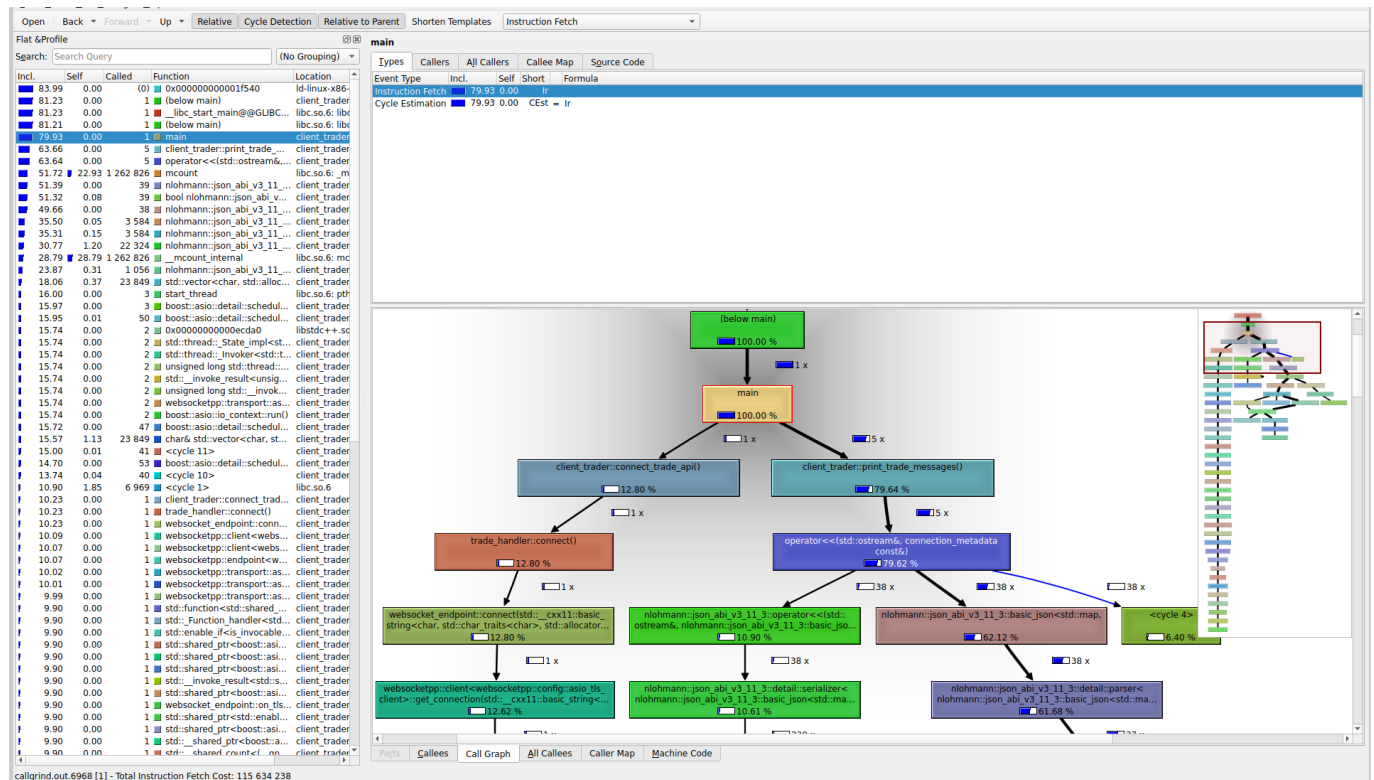 Open Back Forward Up Relative Cycle Detection Relative to Parent Shorten Templates Instruction Fetch
Flat &Profile
Search: Search Query (No Grouping)
Incl. Self Called Function Location
83.99 0.00 (0) 0x000000000001f540 ld-linux-x86-
81.23 0.00 1 (below main) client_trader
81.23 0.00 1 __libc_start_main@@GLIBC... libc.so.6: libc
81.21 0.00 1 (below main) libc.so.6: libc
79.93 0.00 1 main client_trader
63.66 0.00 5 client_trader::print_trade_... client_trader
63.64 0.00 5 operator<<(std::ostream&,... client_trader
51.72 22.93 1 262 826 mcount libc.so.6: _m
51.39 0.00 39 nlohmann::json_abi_v3_11_... client_trader
51.32 0.08 39 bool nlohmann::json_abi_v... client_trader
49.66 0.00 38 nlohmann::json_abi_v3_11_... client_trader
35.50 0.05 3 584 nlohmann::json_abi_v3_11_... client_trader
35.31 0.15 3 584 nlohmann::json_abi_v3_11_... client_trader
30.77 1.20 22 324 nlohmann::json_abi_v3_11_... client_trader
28.79 28.79 1 262 826 __mcount_internal libc.so.6: mc
23.87 0.31 1 056 nlohmann::json_abi_v3_11_... client_trader
18.06 0.37 23 849 std::vector<char, std::alloc... client_trader
16.00 0.00 3 start_thread libc.so.6: pth
15.97 0.00 3 boost::asio::detail::schedul... client_trader
15.95 0.01 50 boost::asio::detail::schedul... client_trader
15.74 0.00 2 0x00000000000ecda0 libstdc++.so
15.74 0.00 2 std::thread::_State_impl<st... client_trader
15.74 0.00 2 std::thread::_Invoker<std::t... client_trader
15.74 0.00 2 unsigned long std::thread::... client_trader
15.74 0.00 2 std::__invoke_result<unsig... client_trader
15.74 0.00 2 unsigned long std::__invok... client_trader
15.74 0.00 2 websocketpp::transport::as... client_trader
15.74 0.00 2 boost::asio::io_context::run() client_trader
15.72 0.00 47 boost::asio::detail::schedul... client_trader
15.57 1.13 23 849 char& std::vector<char, st... client_trader
15.00 0.01 41 <cycle 11> client_trader
14.70 0.00 53 boost::asio::detail::schedul... client_trader
13.74 0.04 40 <cycle 10> client_trader
10.90 1.85 6 969 <cycle 1> libc.so.6
10.23 0.00 1 client_trader::connect_trad... client_trader
10.23 0.00 1 trade_handler::connect() client_trader
10.23 0.00 1 websocket_endpoint::conn... client_trader
10.09 0.00 1 websocketpp::client<webs... client_trader
10.07 0.00 1 websocketpp::client<webs... client_trader
10.07 0.00 1 websocketpp::endpoint<w... client_trader
10.02 0.00 1 websocketpp::transport::as... client_trader
10.01 0.00 1 websocketpp::transport::as... client_trader
9.99 0.00 1 websocketpp::transport::as... client_trader
9.90 0.00 1 std::function<std::shared_... client_trader
9.90 0.00 1 std::_Function_handler<std... client_trader
9.90 0.00 1 std::enable_if<is_invocable... client_trader
9.90 0.00 1 std::shared_ptr<boost::asi... client_trader
9.90 0.00 1 std::shared_ptr<boost::asi... client_trader
9.90 0.00 1 std::shared_ptr<boost::asi... client_trader
9.90 0.00 1 std::__invoke_result<std::s... client_trader
9.90 0.00 1 std::shared_ptr<boost::asi... client_trader
9.90 0.00 1 websocket_endpoint::on_tls... client_trader
9.90 0.00 1 std::shared_ptr<std::enabl... client_trader
9.90 0.00 1 std::shared_ptr<boost::asi... client_trader
9.90 0.00 1 std::__shared_ptr<boost::a... client_trader
9.90 0.00 1 std::__shared_count<(__gn... client_trader
callgrind.out.6968 [1] - Total Instruction Fetch Cost: 115 634 238
main
Types Callers All Callers Callee Map Source Code
Event Type Incl. Self Short Formula
Instruction Fetch 79.93 0.00 Ir
Cycle Estimation 79.93 0.00 CEst = Ir
(below main)
100.00 %
1 x
main
100.00 %
1 x 5 x
client_trader::connect_trade_api()
12.80 %
client_trader::print_trade_messages()
79.64 %
1 x 5 x
trade_handler::connect()
12.80 %
operator<<(std::ostream&, connection_metadata
const&)
79.62 %
1 x 38 x 38 x 38 x
websocket_endpoint::connect(std::__cxx11::basic_
string<char, std::char_traits<char>, std::allocator...
12.80 %
nlohmann::json_abi_v3_11_3::operator<<(std::
ostream&, nlohmann::json_abi_v3_11_3::basic_jso...
10.90 %
nlohmann::json_abi_v3_11_3::basic_json<std::map,
62.12 %
<cycle 4>
6.40 %
1 x 38 x 38 x
websocketpp::client<websocketpp::config::asio_tls_
client>::get_connection(std::__cxx11::basic_string<...
12.62 %
nlohmann::json_abi_v3_11_3::detail::serializer<
nlohmann::json_abi_v3_11_3::basic_json<std::ma...
10.61 %
nlohmann::json_abi_v3_11_3::detail::parser<
nlohmann::json_abi_v3_11_3::basic_json<std::ma...
61.68 %
Parts Callees Call Graph All Callees Caller Map Machine Code